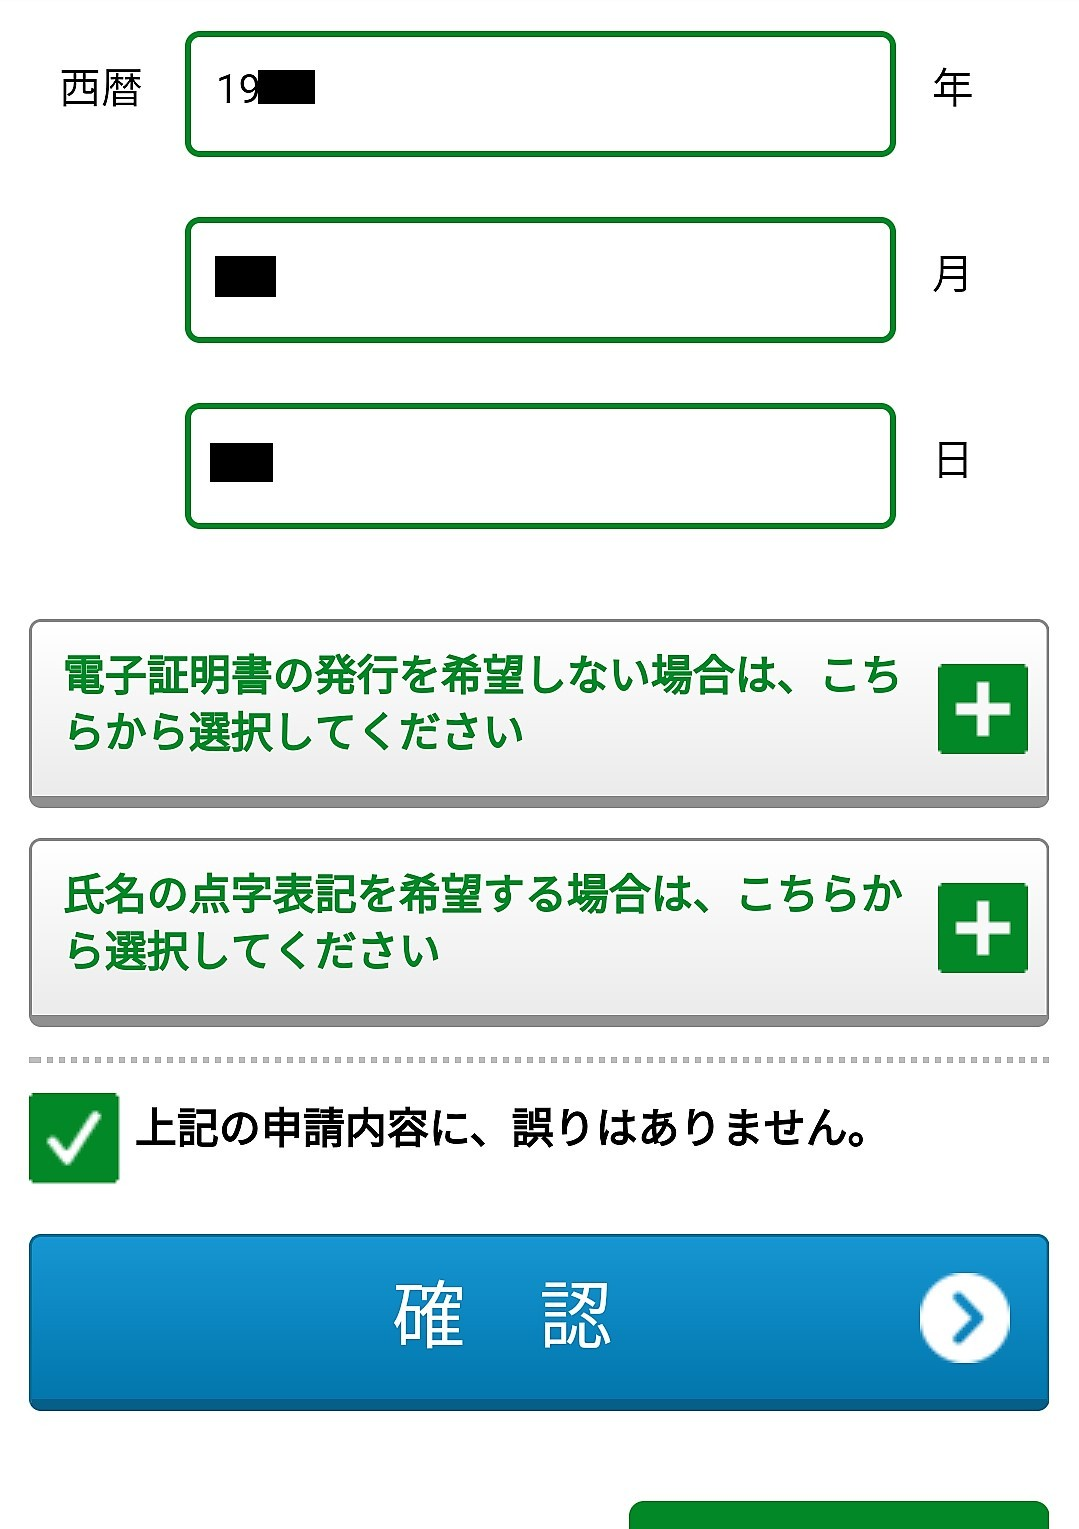 西暦 19 年
月
日
電子証明書の発行を希望しない場合は、こち
らから選択してください
氏名の点字表記を希望する場合は、こちらか
ら選択してください
上記の申請内容に、誤りはありません。
確 認